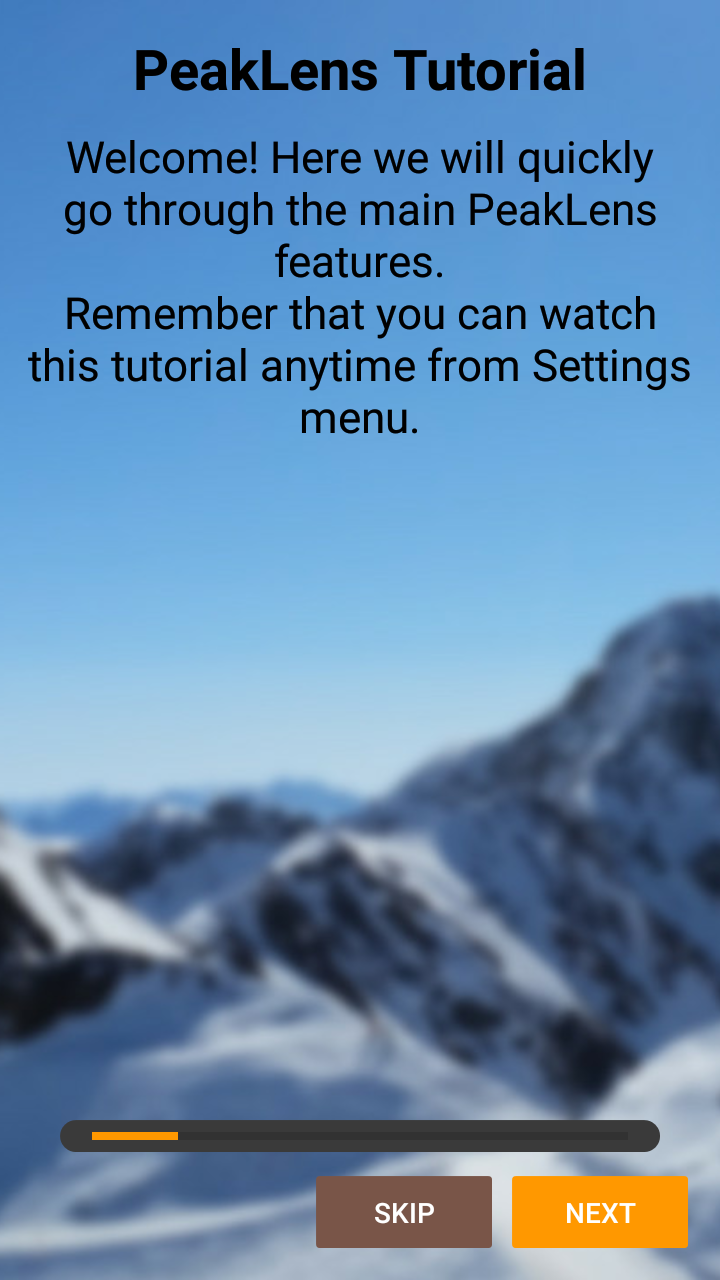 PeakLens Tutorial
Welcome! Here we will quickly
go through the main PeakLens
features.
Remember that you can watch
this tutorial anytime from Settings
menu.
SKIP
NEXT